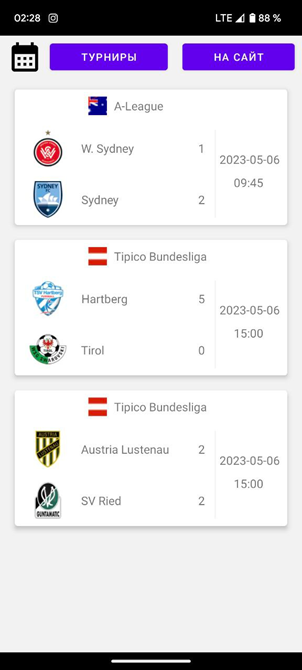 02:28 LTE 88 %
ТУРНИРЫ НА САЙТ
A-League
W. Sydney 1
2023-05-06
09:45
Sydney 2
Tipico Bundesliga
Hartberg 5
2023-05-06
15:00
Tirol 0
Tipico Bundesliga
Austria Lustenau 2
2023-05-06
15:00
SV Ried 2